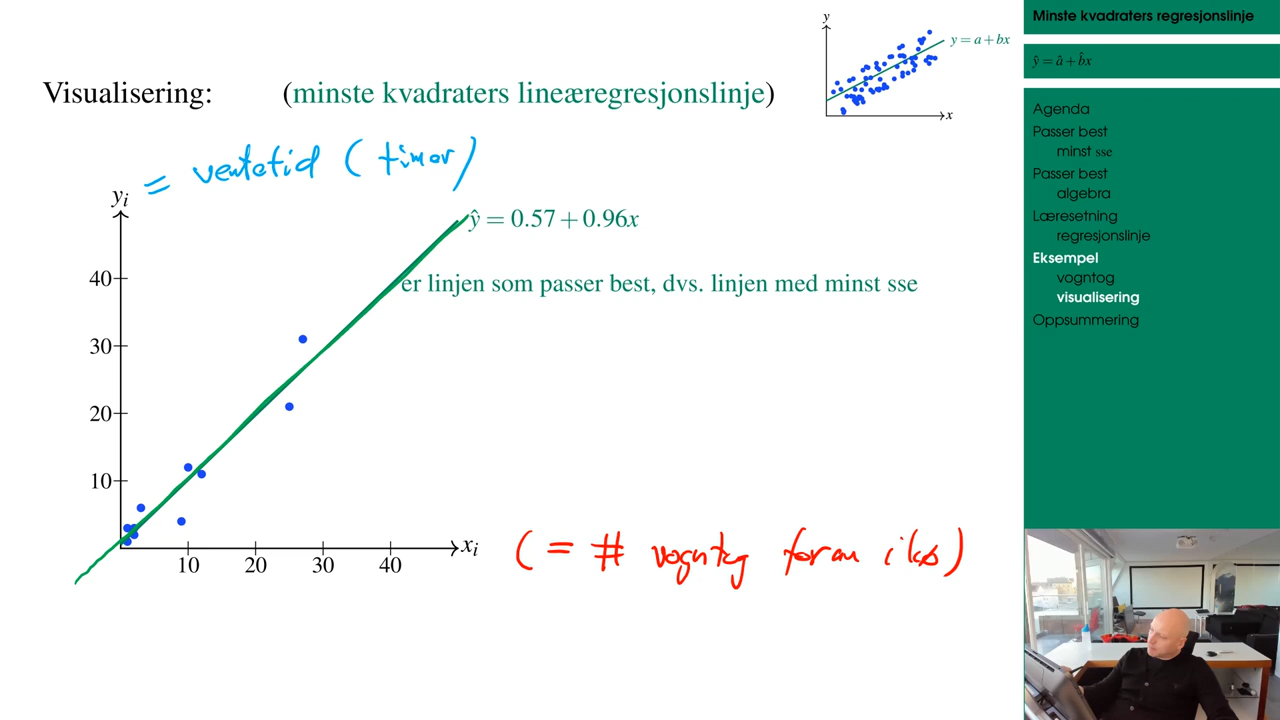 Visualisering: (minste kvadraters lineæregresjonslinje)
y
y = a + bx
x
= ventetid (timer)
yᵢ
ŷ = 0.57 + 0.96x
er linjen som passer best, dvs. linjen med minst sse
40
30
20
10
10 20 30 40
xᵢ
(= # vogntog foran i kø)
Minste kvadraters regresjonslinje
ŷ = â + b̂x
Agenda
Passer best
minst sse
Passer best
algebra
Læresetning
regresjonslinje
Eksempel
vogntog
visualisering
Oppsummering